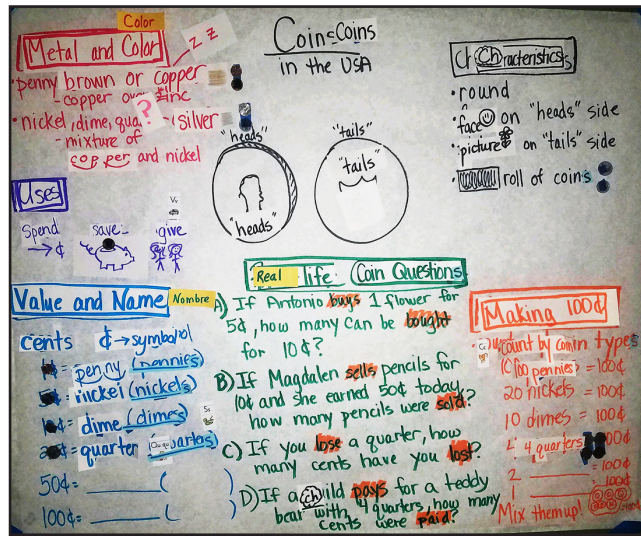 Color
Metal and Color
Coins Coins
in the USA
Characteristics
zz
penny brown or copper
- copper over zinc
?
nickel, dime, silver
- mixture of
copper and nickel
• round
• face on "heads" side
• picture on "tails" side
• roll of coins
"heads"
"tails"
"heads"
"tails"
Uses
Spend
→ ¢
save
give
Real life: Coin Questions
A) If Antonio buys 1 flower for
5¢, how many can be bought
for 10¢?
B) If Magdalen sells pencils for
10¢ and she earned 50¢ today,
how many pencils were sold?
C) If you lose a quarter, how
many cents have you lost?
D) If a child pays for a teddy
bear with 4 quarters, how many
cents were paid?
Value and Name
Nombre
cents ¢ → symbol
= penny (pennies)
= nickel (nickels)
= dime (dimes)
= quarter
50¢ = ( )
100¢ = ( )
Making 100¢
count by coin types
100 pennies = 100¢
20 nickels = 100¢
10 dimes = 100¢
4 quarters
2 = 100¢
1 = 100¢
Mix them up!